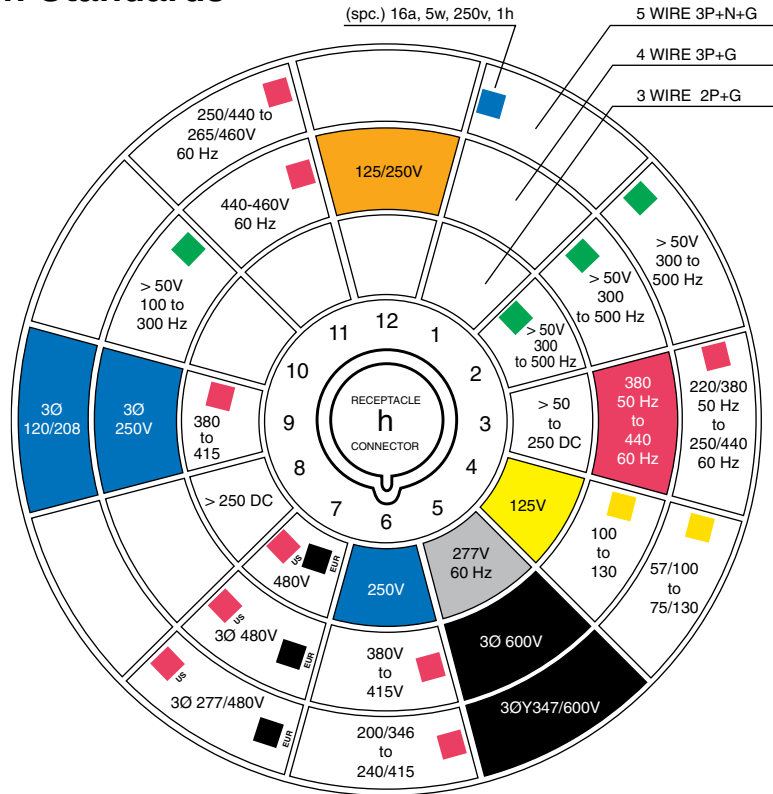 (spc.) 16a, 5w, 250v, 1h
5 WIRE 3P+N+G
4 WIRE 3P+G
3 WIRE 2P+G
250/440 to
265/460V
60 Hz
125/250V
440-460V
60 Hz
> 50V
300 to
500 Hz
> 50V
300
to 500 Hz
> 50V
300
to 500 Hz
> 50V
100 to
300 Hz
12
11
1
10
2
9
3
8
4
7
5
6
RECEPTACLE
h
CONNECTOR
3Ø
120/208
3Ø
250V
380
to
415
> 50
to
250 DC
380
50 Hz
to
440
60 Hz
220/380
50 Hz
to
250/440
60 Hz
> 250 DC
125V
100
to
130
57/100
to
75/130
US
EUR
480V
250V
277V
60 Hz
US
3Ø 480V
EUR
380V
to
415V
3Ø 600V
US
3Ø 277/480V
EUR
200/346
to
240/415
3ØY347/600V